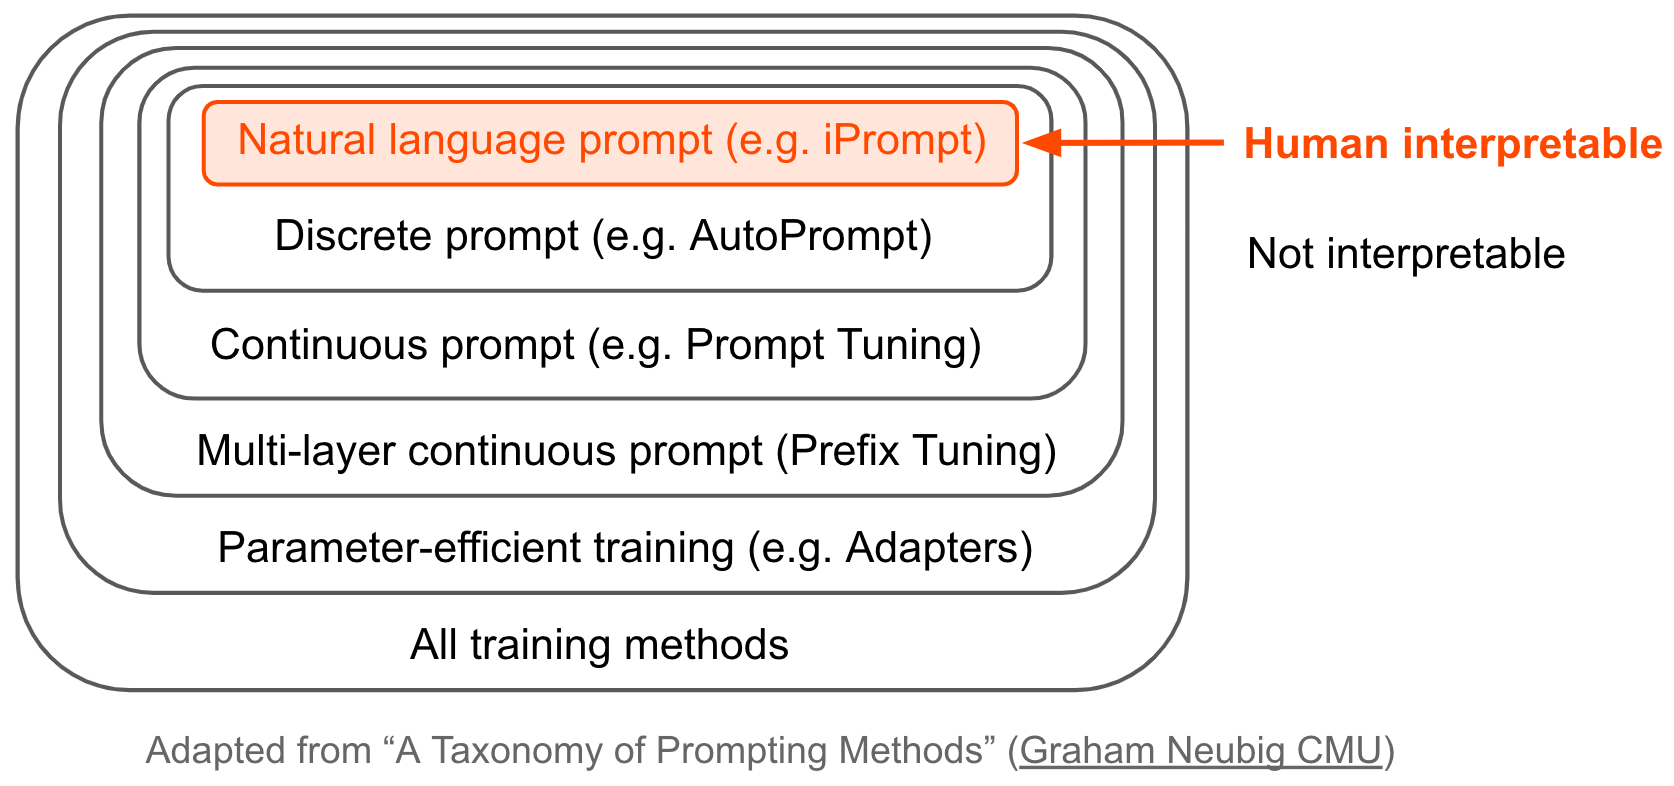 Natural language prompt (e.g. iPrompt)
Human interpretable
Discrete prompt (e.g. AutoPrompt)
Not interpretable
Continuous prompt (e.g. Prompt Tuning)
Multi-layer continuous prompt (Prefix Tuning)
Parameter-efficient training (e.g. Adapters)
All training methods
Adapted from “A Taxonomy of Prompting Methods” (Graham Neubig CMU)